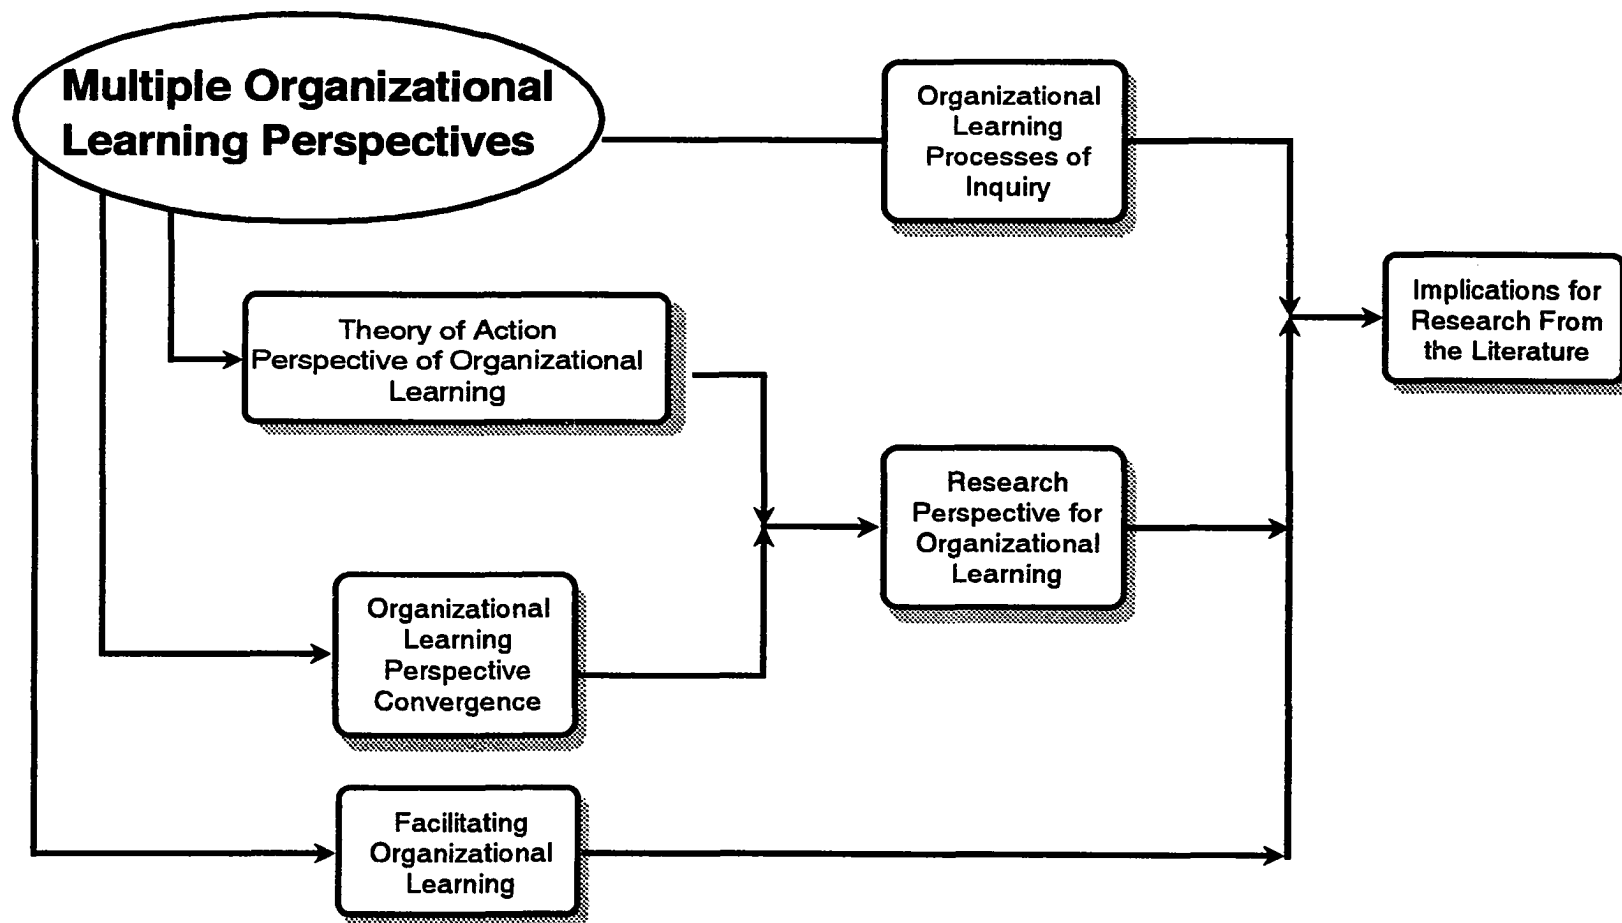 Multiple Organizational
Learning Perspectives
Organizational
Learning
Processes of
Inquiry
Implications for
Research From
the Literature
Theory of Action
Perspective of Organizational
Learning
Research
Perspective for
Organizational
Learning
Organizational
Learning
Perspective
Convergence
Facilitating
Organizational
Learning